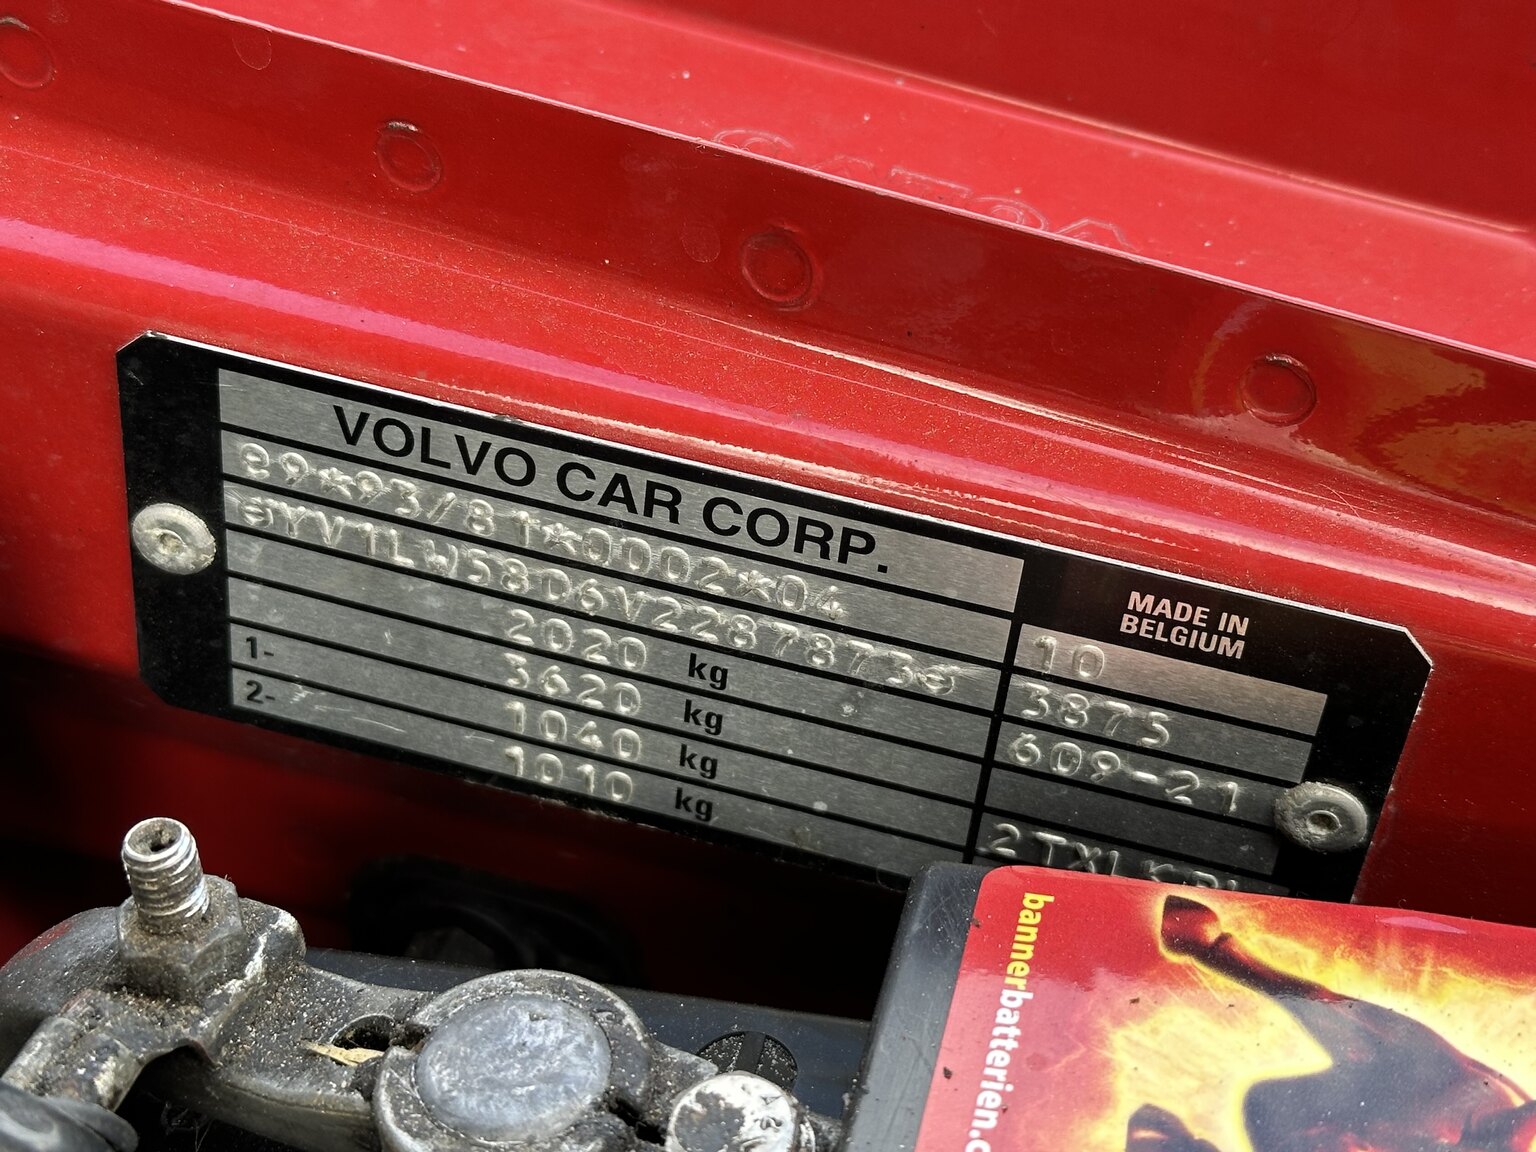 VOLVO CAR CORP.
e9*93/81*0002*04
YV1LW58D6V2287873
2020 kg
3620 kg
1- 1040 kg
2- 1010 kg
MADE IN
BELGIUM
10
3875
609-21
bannerbatterien.c